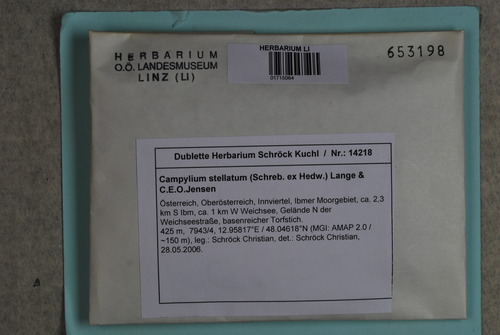 HERBARIUM
O.Ö. LANDESMUSEUM
LINZ (LI)
HERBARIUM LI
01715064
653198
Dublette Herbarium Schröck Kuchl / Nr.: 14218
Campylium stellatum (Schreb. ex Hedw.) Lange &
C.E.O.Jensen
Österreich, Oberösterreich, Innviertel, Ibmer Moorgebiet, ca. 2,3
km S Ibm, ca. 1 km W Weichsee, Gelände N der
Weichseestraße, basenreicher Torfstich.
425 m, 7943/4, 12.95817°E / 48.04618°N (MGI: AMAP 2.0 /
~150 m), leg.: Schröck Christian, det.: Schröck Christian,
28.05.2006.